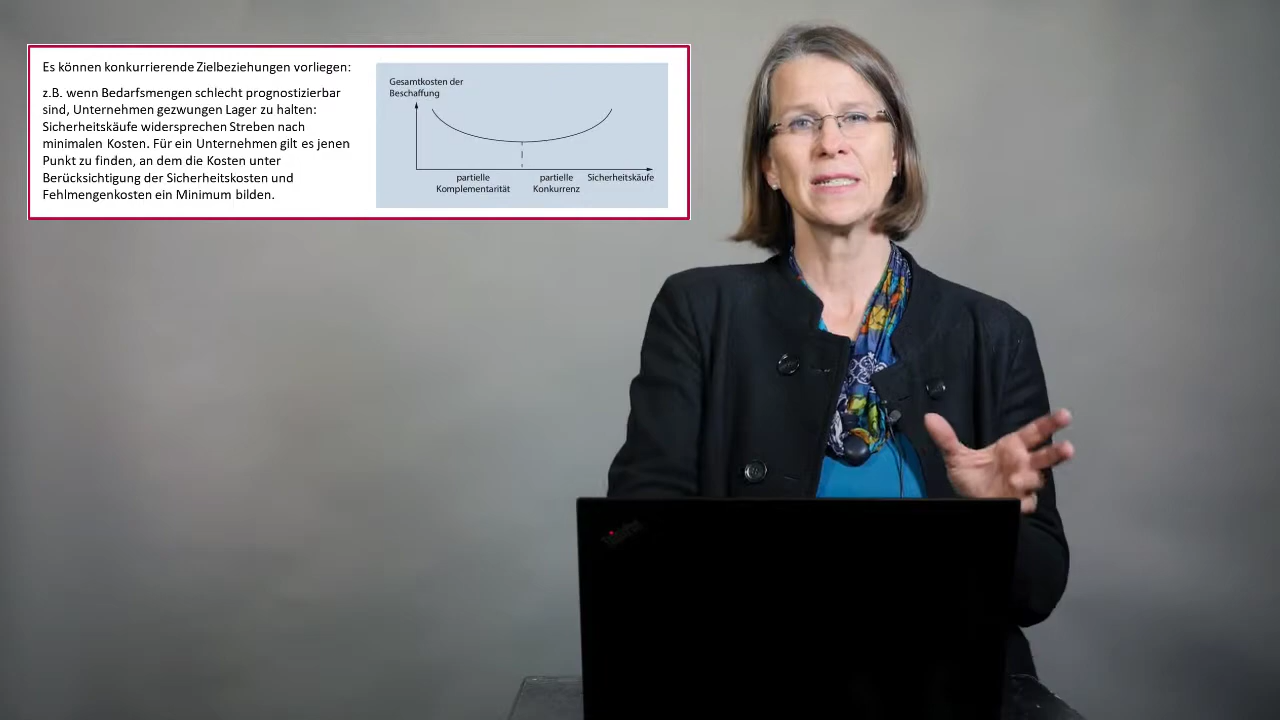 Es können konkurrierende Zielbeziehungen vorliegen:
z.B. wenn Bedarfsmengen schlecht prognostizierbar
sind, Unternehmen gezwungen Lager zu halten:
Sicherheitskäufe widersprechen Streben nach
minimalen Kosten. Für ein Unternehmen gilt es jenen
Punkt zu finden, an dem die Kosten unter
Berücksichtigung der Sicherheitskosten und
Fehlmengenkosten ein Minimum bilden.
Gesamtkosten der
Beschaffung
partielle
Komplementarität
partielle
Konkurrenz
Sicherheitskäufe
ThinkPad